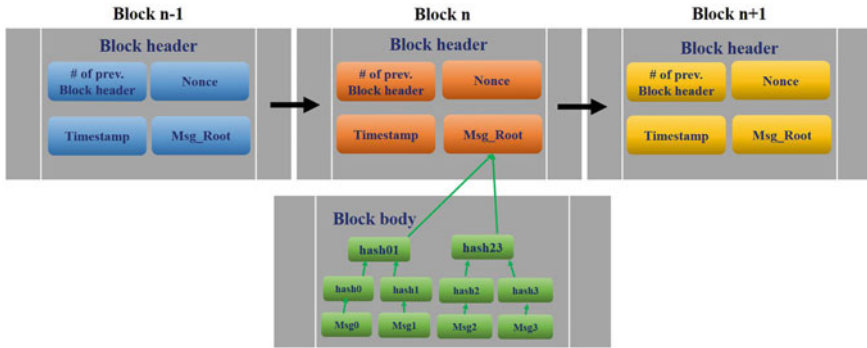 Block n-1
Block n
Block n+1
Block header
# of prev.
Block header
Nonce
Timestamp
Msg_Root
Block header
# of prev.
Block header
Nonce
Timestamp
Msg_Root
Block header
# of prev.
Block header
Nonce
Timestamp
Msg_Root
Block body
hash01
hash23
hash0
hash1
hash2
hash3
Msg0
Msg1
Msg2
Msg3